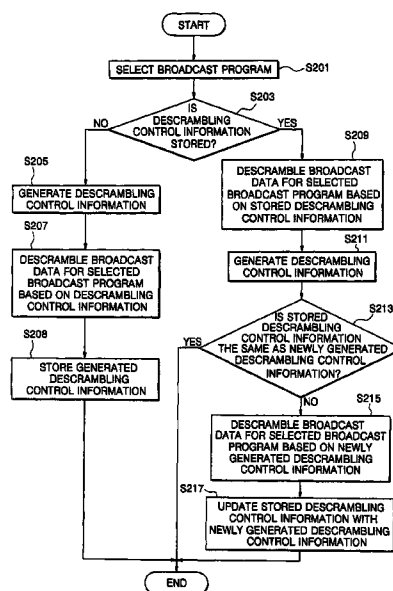 START
SELECT BROADCAST PROGRAM
S201
S203
IS
DESCRAMBLING
CONTROL INFORMATION
STORED?
NO
YES
S205
GENERATE DESCRAMBLING
CONTROL INFORMATION
S207
DESCRAMBLE BROADCAST
DATA FOR SELECTED
BROADCAST PROGRAM
BASED ON DESCRAMBLING
CONTROL INFORMATION
S208
STORE GENERATED
DESCRAMBLING
CONTROL INFORMATION
S209
DESCRAMBLE BROADCAST
DATA FOR SELECTED
BROADCAST PROGRAM BASED
ON STORED DESCRAMBLING
CONTROL INFORMATION
S211
GENERATE DESCRAMBLING
CONTROL INFORMATION
S213
IS STORED
DESCRAMBLING
CONTROL INFORMATION
THE SAME AS NEWLY GENERATED
DESCRAMBLING CONTROL
INFORMATION?
YES
NO
S215
DESCRAMBLE BROADCAST
DATA FOR SELECTED BROADCAST
PROGRAM BASED ON NEWLY
GENERATED DESCRAMBLING
CONTROL INFORMATION
S217
UPDATE STORED DESCRAMBLING
CONTROL INFORMATION WITH
NEWLY GENERATED DESCRAMBLING
CONTROL INFORMATION
END